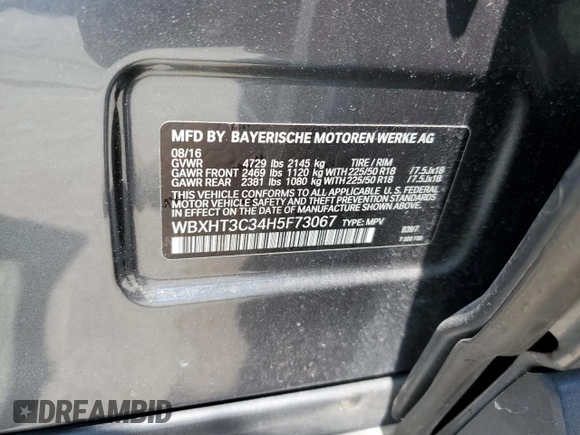 MFD BY BAYERISCHE MOTOREN WERKE AG
08/16
GVWR 4729 lbs 2145 kg TIRE / RIM
GAWR FRONT 2469 lbs 1120 kg WITH 225/50 R18 /7.5Jx18
GAWR REAR 2381 lbs 1080 kg WITH 225/50 R18 /7.5Jx18
THIS VEHICLE CONFORMS TO ALL APPLICABLE U.S. FEDERAL
MOTOR VEHICLE SAFETY AND THEFT PREVENTION STANDARDS
IN EFFECT ON THE DATE OF MANUFACTURE SHOWN ABOVE.
WBXHT3C34H5F73067 TYPE: MPV
DREAMBID